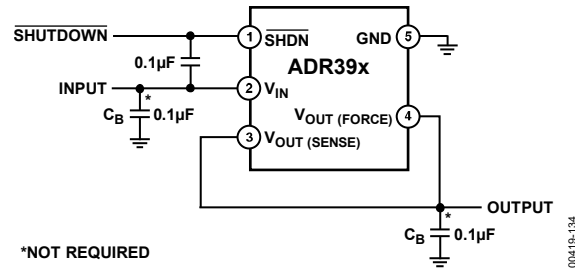 SHUTDOWN
1 SHDN
GND 5
0.1µF
ADR39x
INPUT
2 VIN
* CB 0.1µF
VOUT (FORCE) 4
3 VOUT (SENSE)
OUTPUT
* CB 0.1µF
*NOT REQUIRED
00419-134